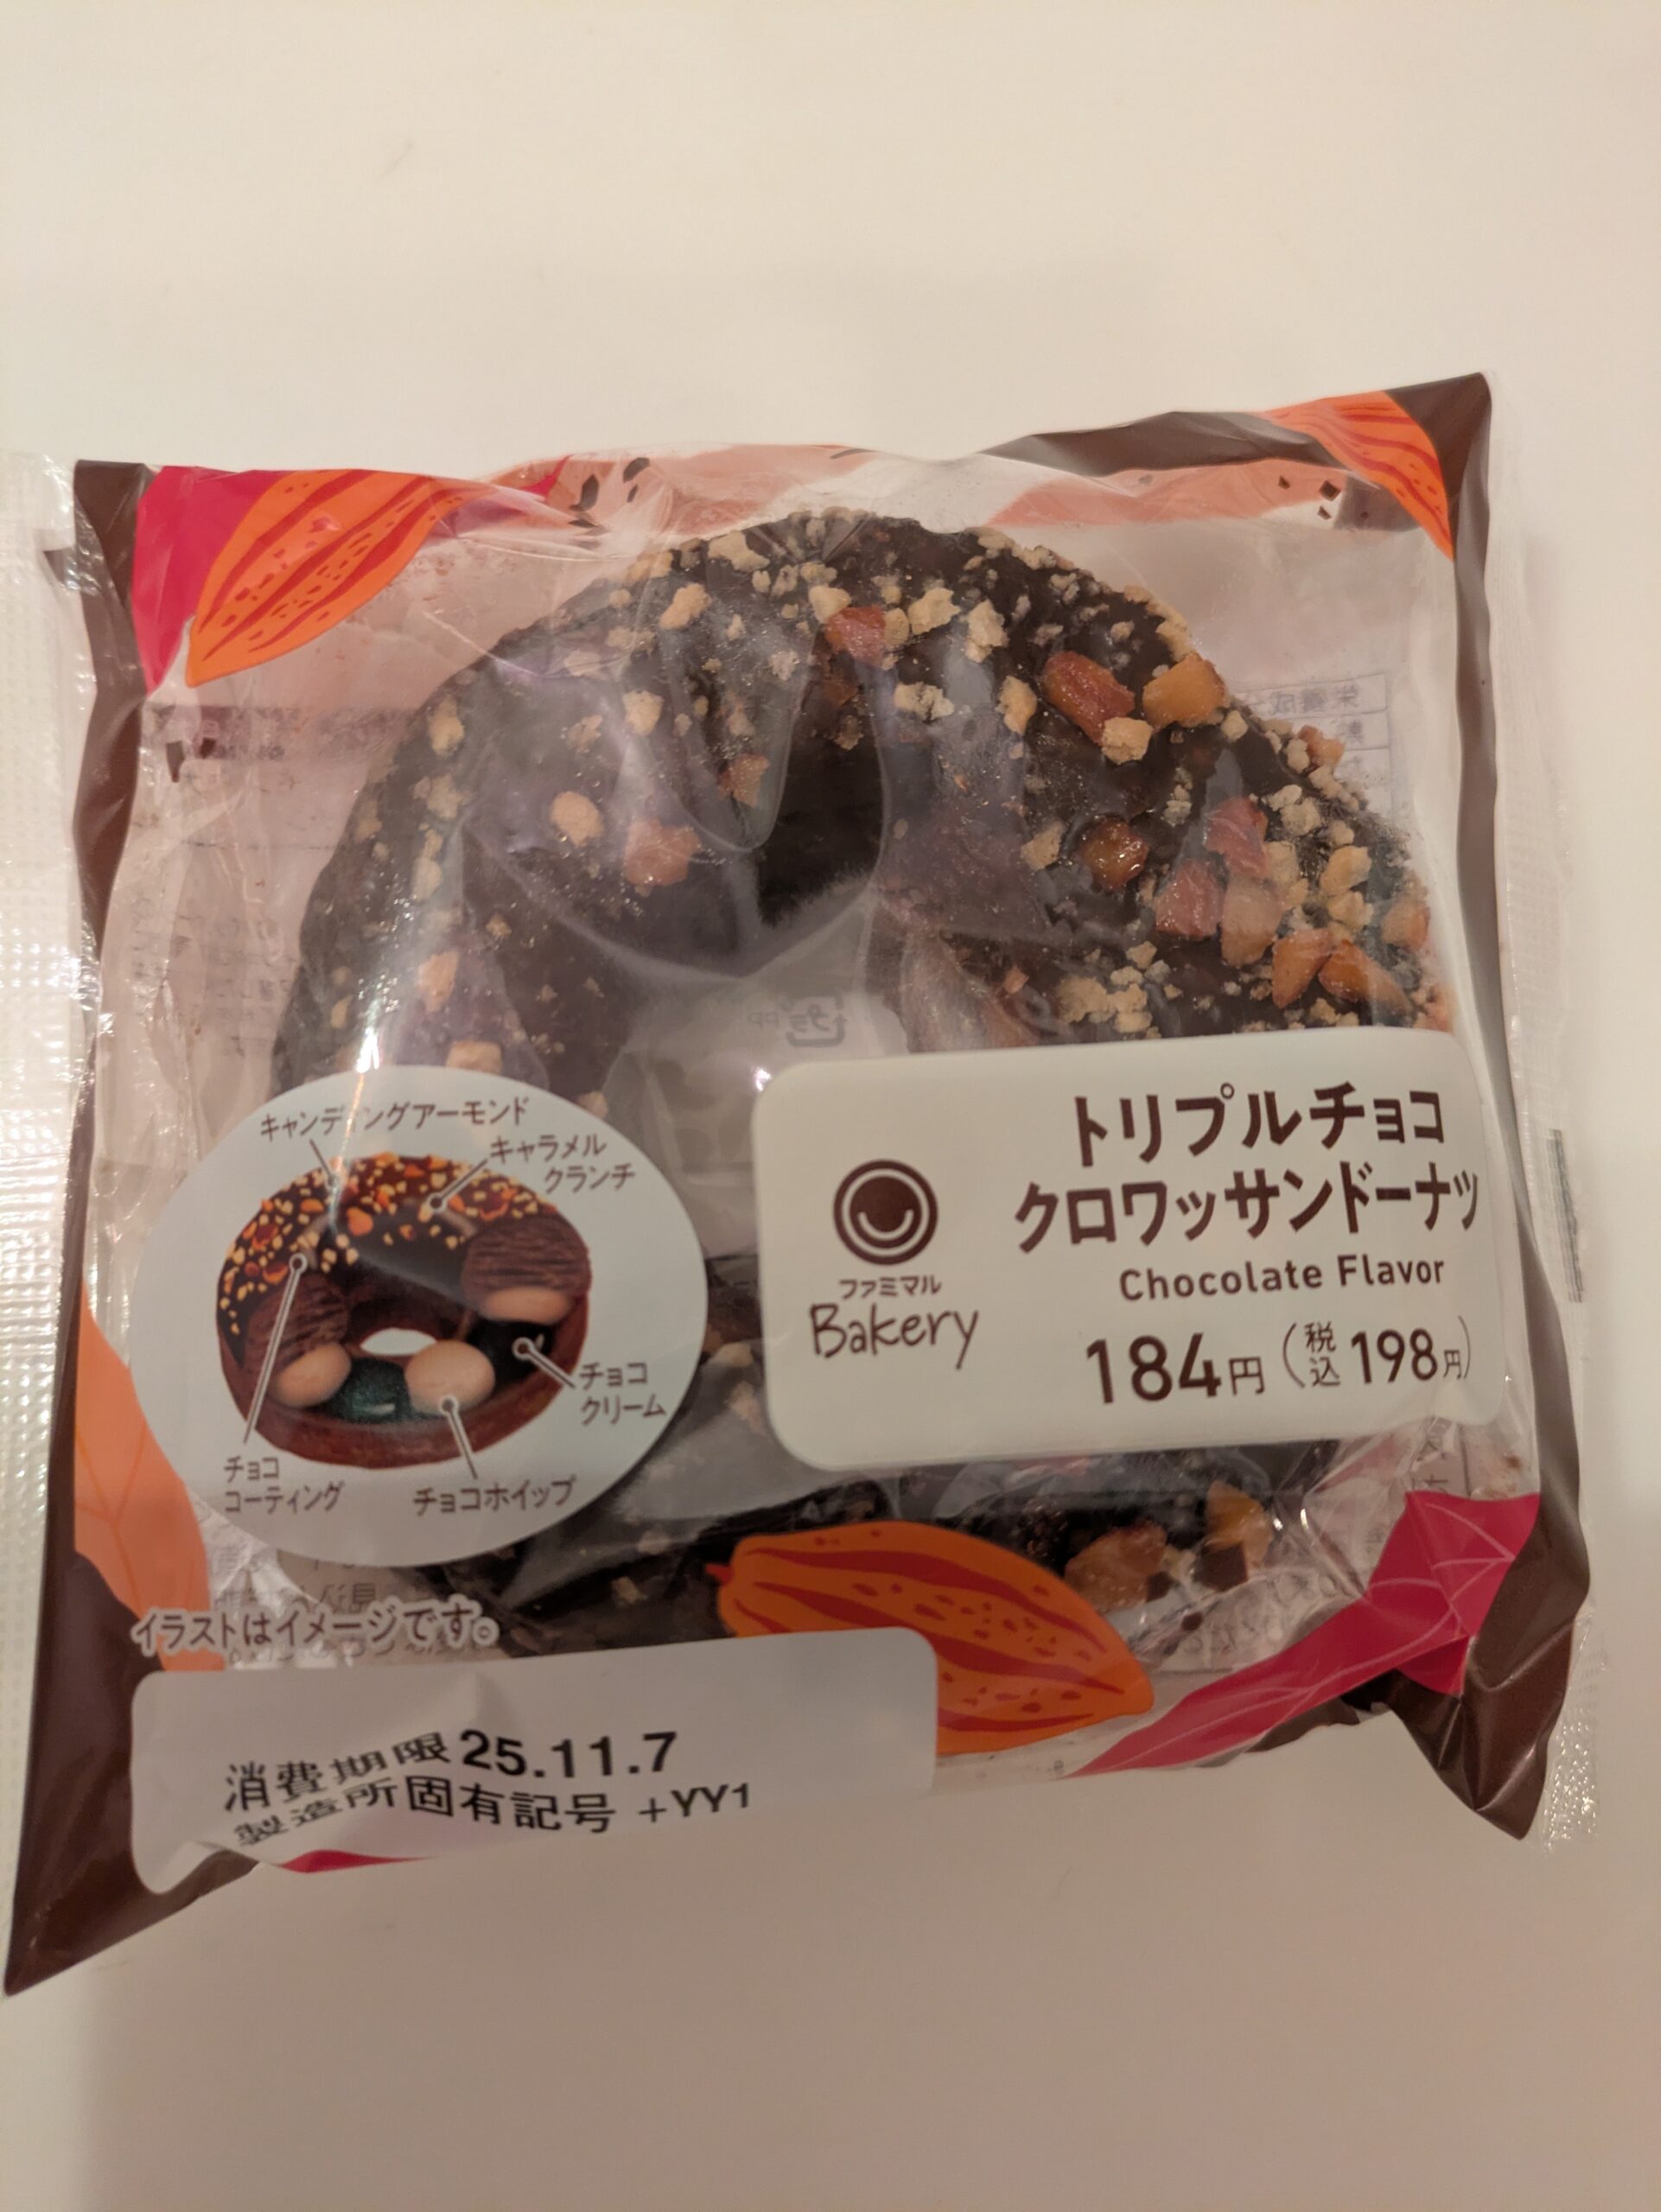 キャンディングアーモンド
キャラメル
クランチ
チョコ
クリーム
チョコ
コーティング
チョコホイップ
イラストはイメージです。
ファミマル
Bakery
トリプルチョコ
クロワッサンドーナツ
Chocolate Flavor
184円(税込198円)
消費期限 25.11.7
製造所固有記号 +YY1